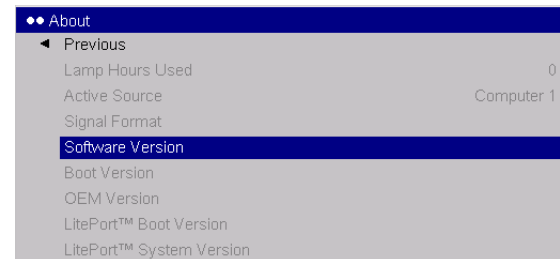 About
Previous
Lamp Hours Used 0
Active Source Computer 1
Signal Format
Software Version
Boot Version
OEM Version
LitePort™ Boot Version
LitePort™ System Version